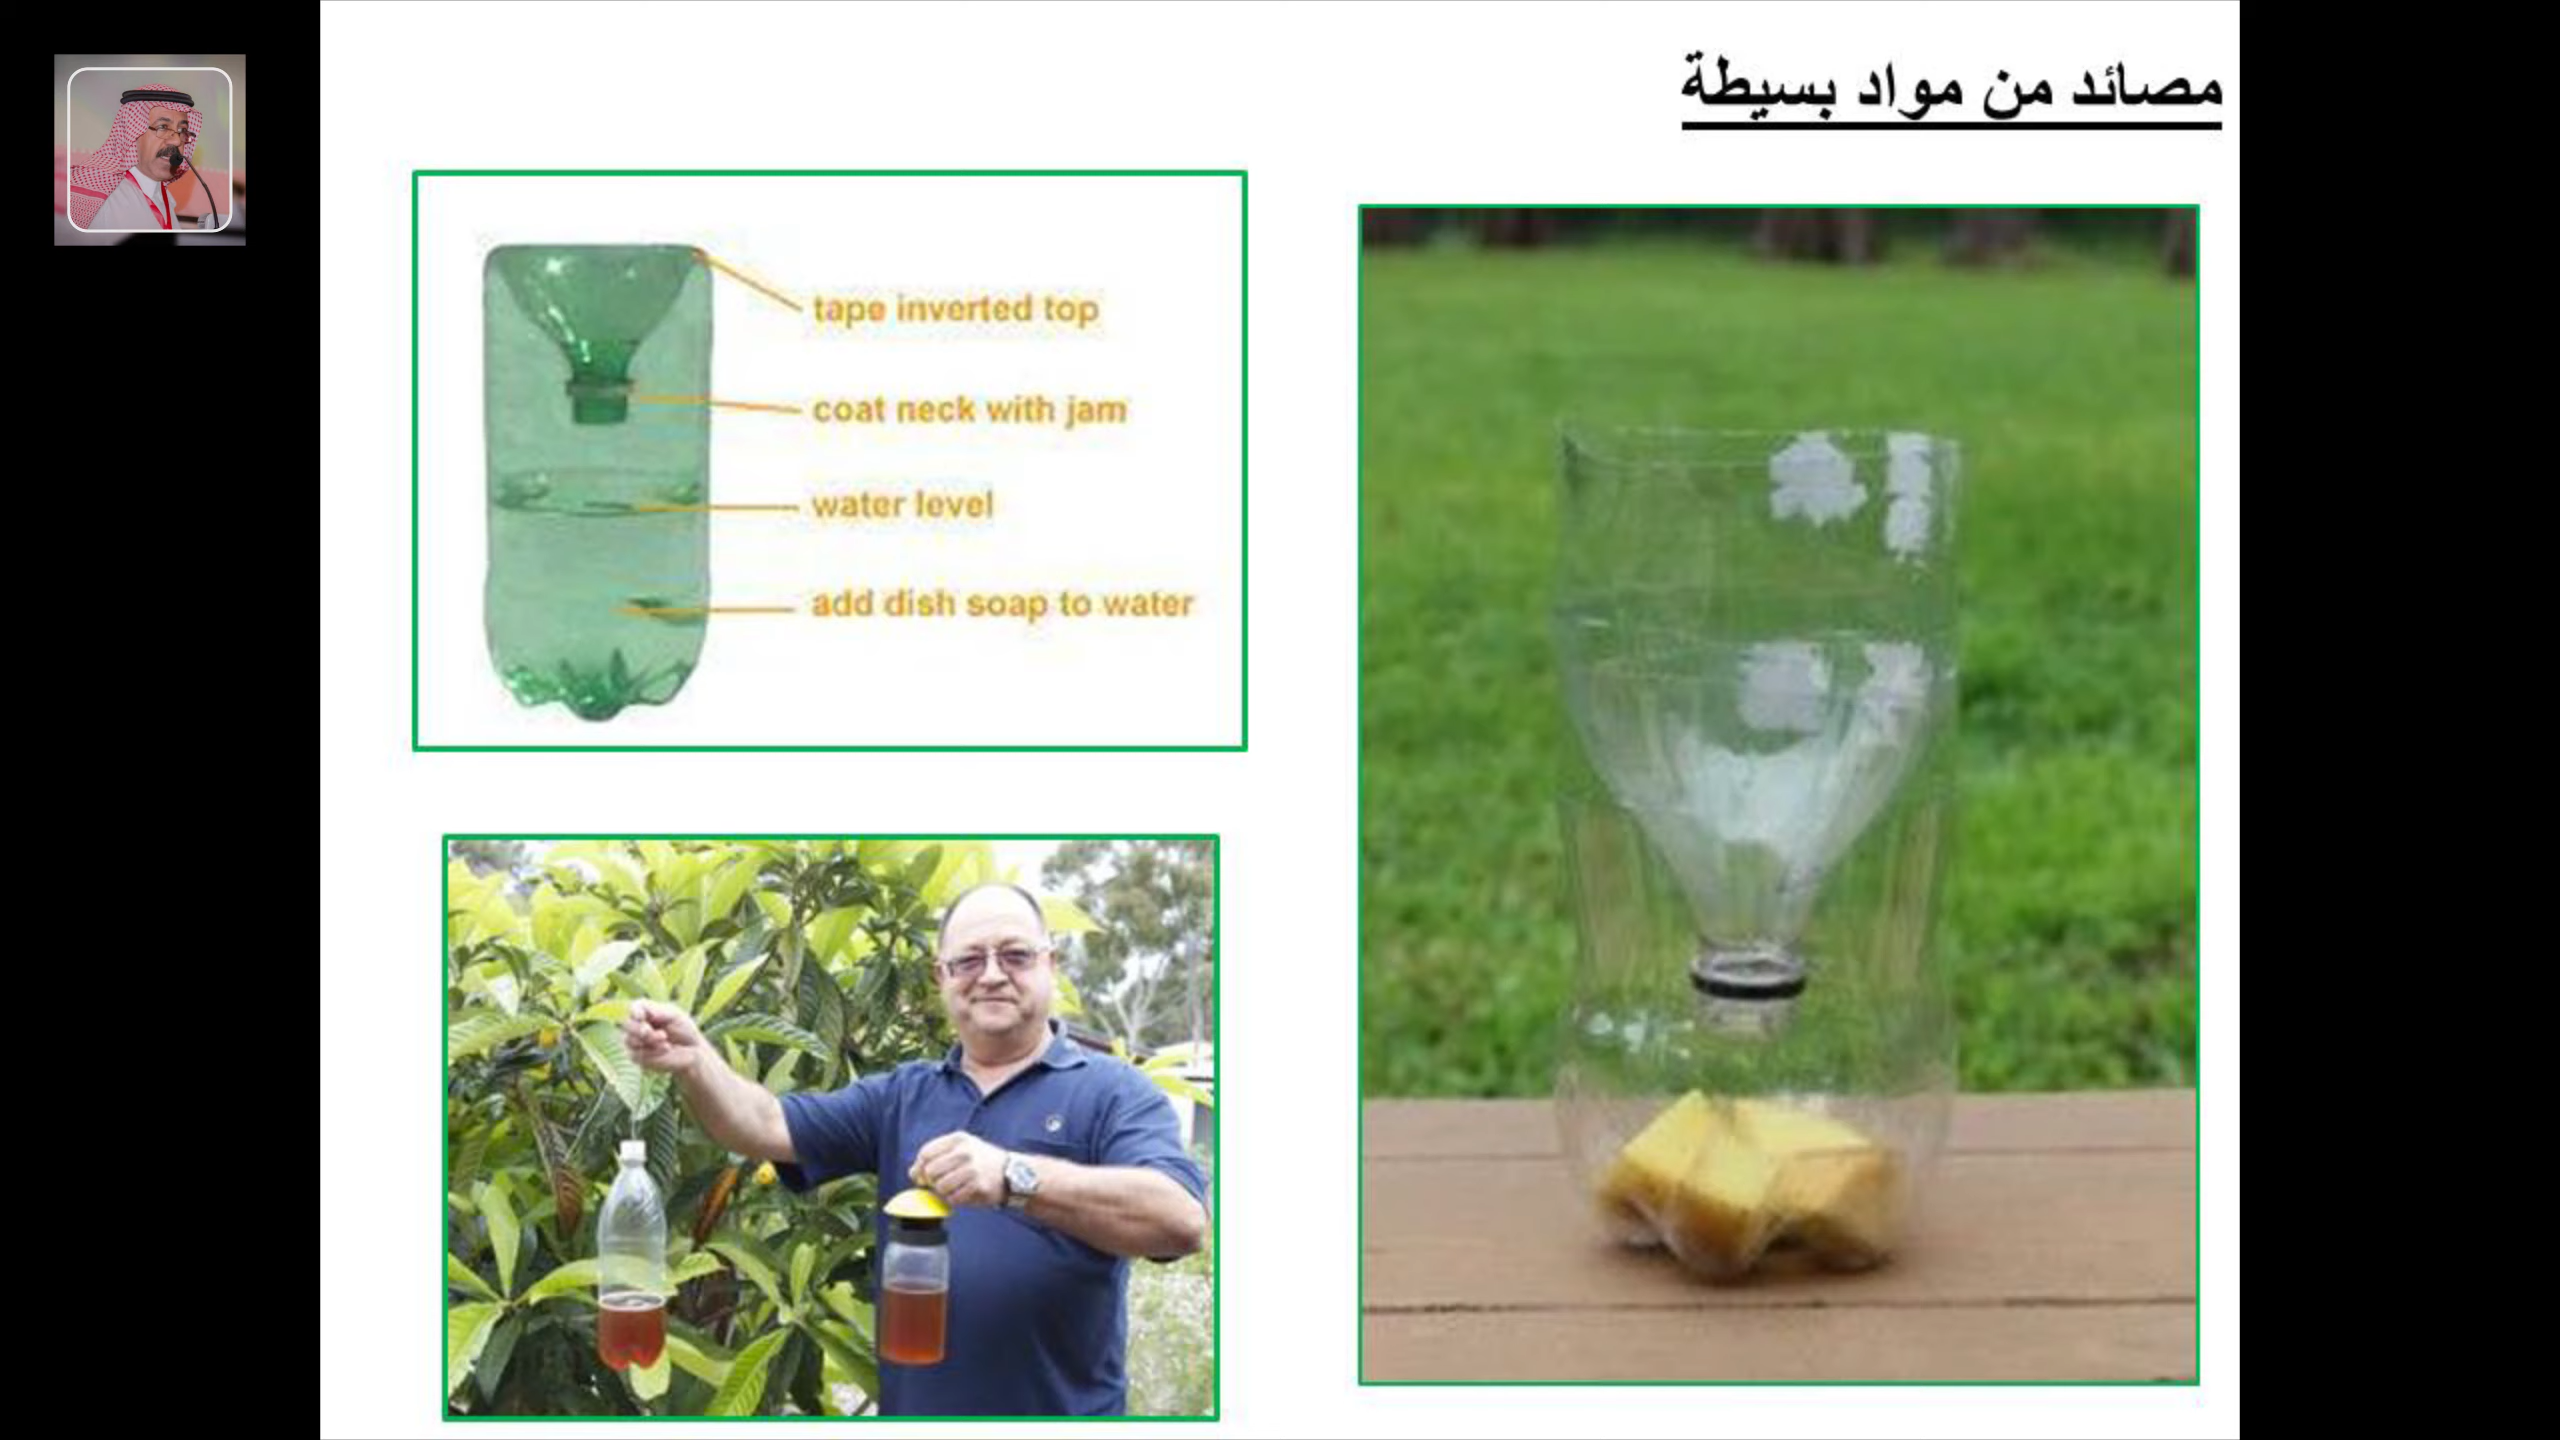 مصائد من مواد بسيطة
tape inverted top
coat neck with jam
water level
add dish soap to water